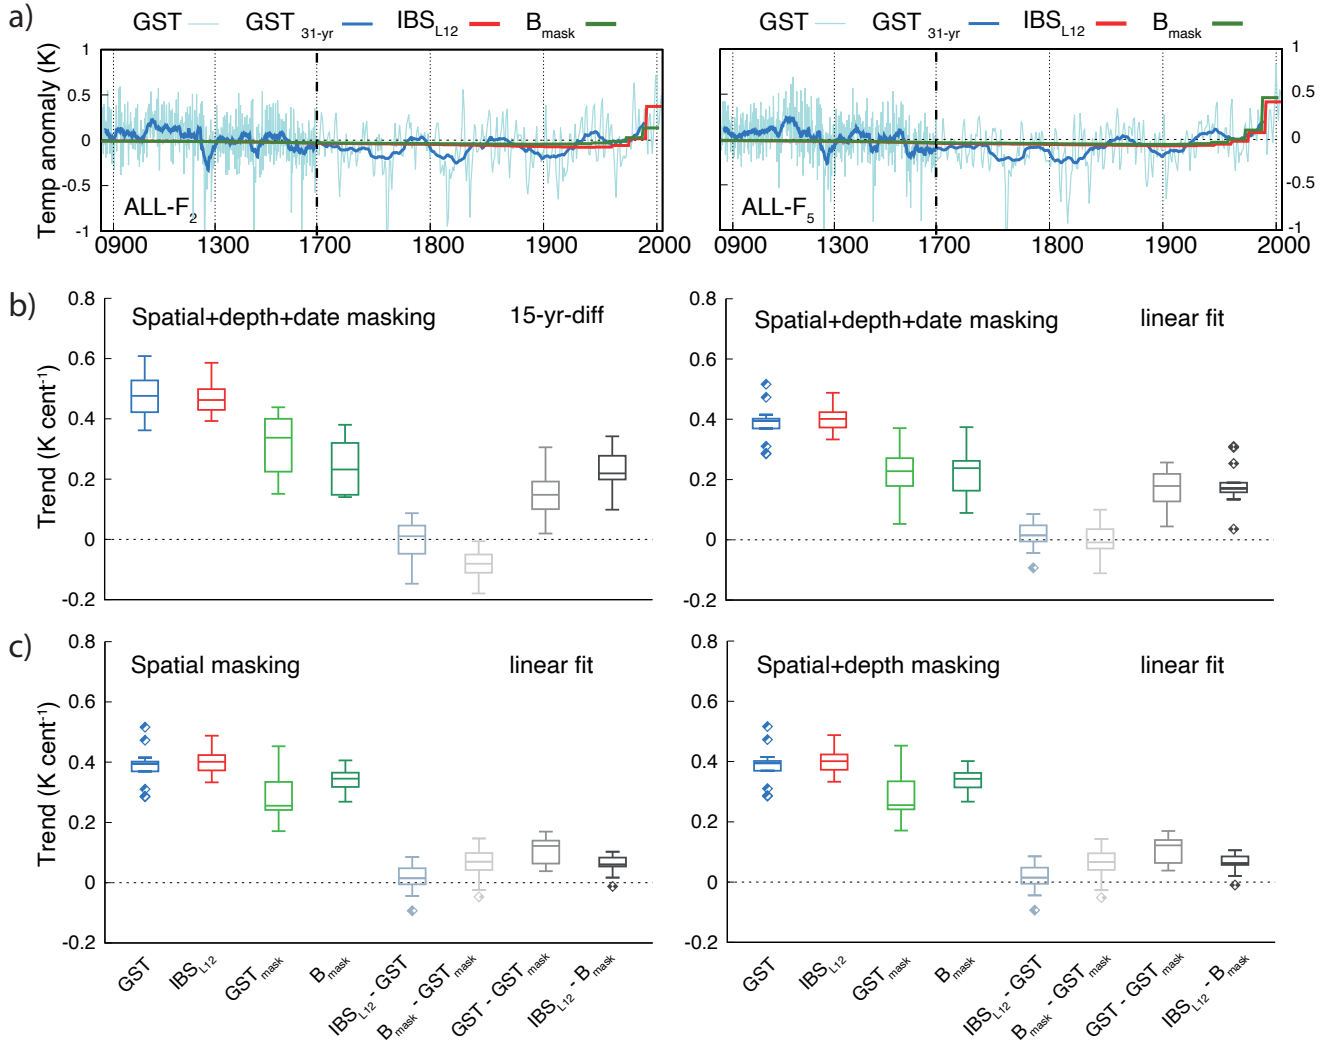 a)
GST GST 31-yr IBS L12 B mask
GST GST 31-yr IBS L12 B mask
Temp anomaly (K)
1
0.5
0
-0.5
-1
ALL-F2
0900 1300 1700 1800 1900 2000
1
0.5
0
-0.5
-1
ALL-F5
0900 1300 1700 1800 1900 2000
b)
Trend (K cent-1)
0.8
0.6
0.4
0.2
0
-0.2
Spatial+depth+date masking 15-yr-diff
0.8
0.6
0.4
0.2
0
-0.2
Spatial+depth+date masking linear fit
c)
Trend (K cent-1)
0.8
0.6
0.4
0.2
0
-0.2
Spatial masking linear fit
GST
IBS L12
GST mask
B mask
IBS L12 - GST
B mask - GST mask
GST - GST mask
IBS L12 - B mask
0.8
0.6
0.4
0.2
0
-0.2
Spatial+depth masking linear fit
GST
IBS L12
GST mask
B mask
IBS L12 - GST
B mask - GST mask
GST - GST mask
IBS L12 - B mask